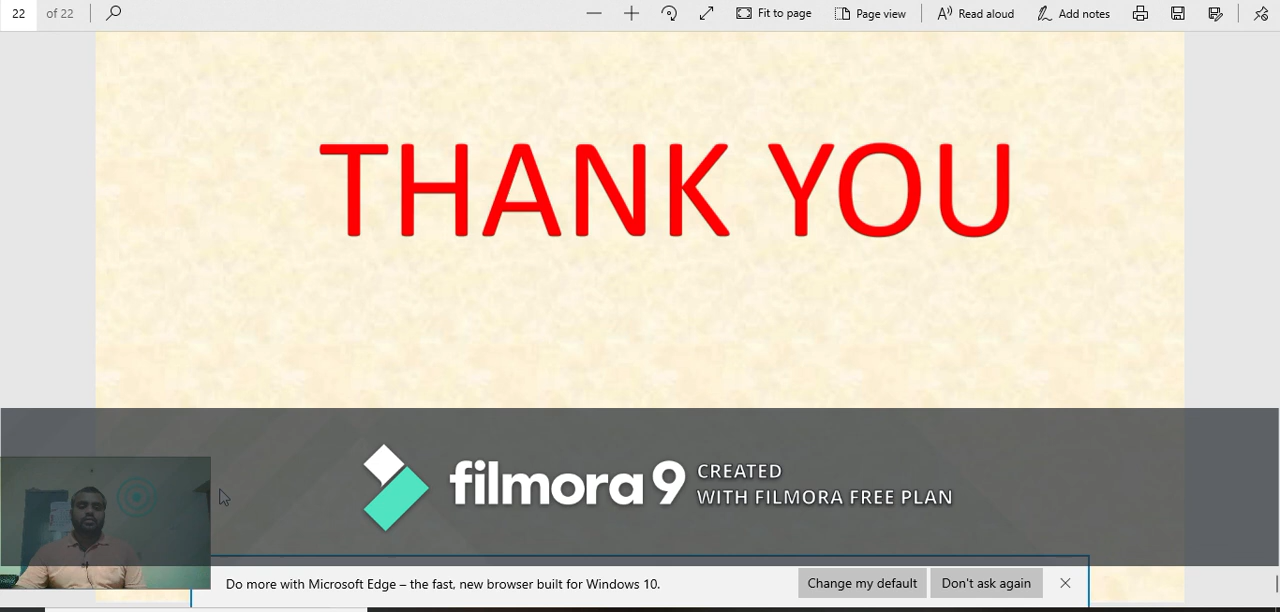 22 of 22 Fit to page Page view Read aloud Add notes
THANK YOU
filmora 9 CREATED
WITH FILMORA FREE PLAN
Do more with Microsoft Edge – the fast, new browser built for Windows 10. Change my default Don't ask again